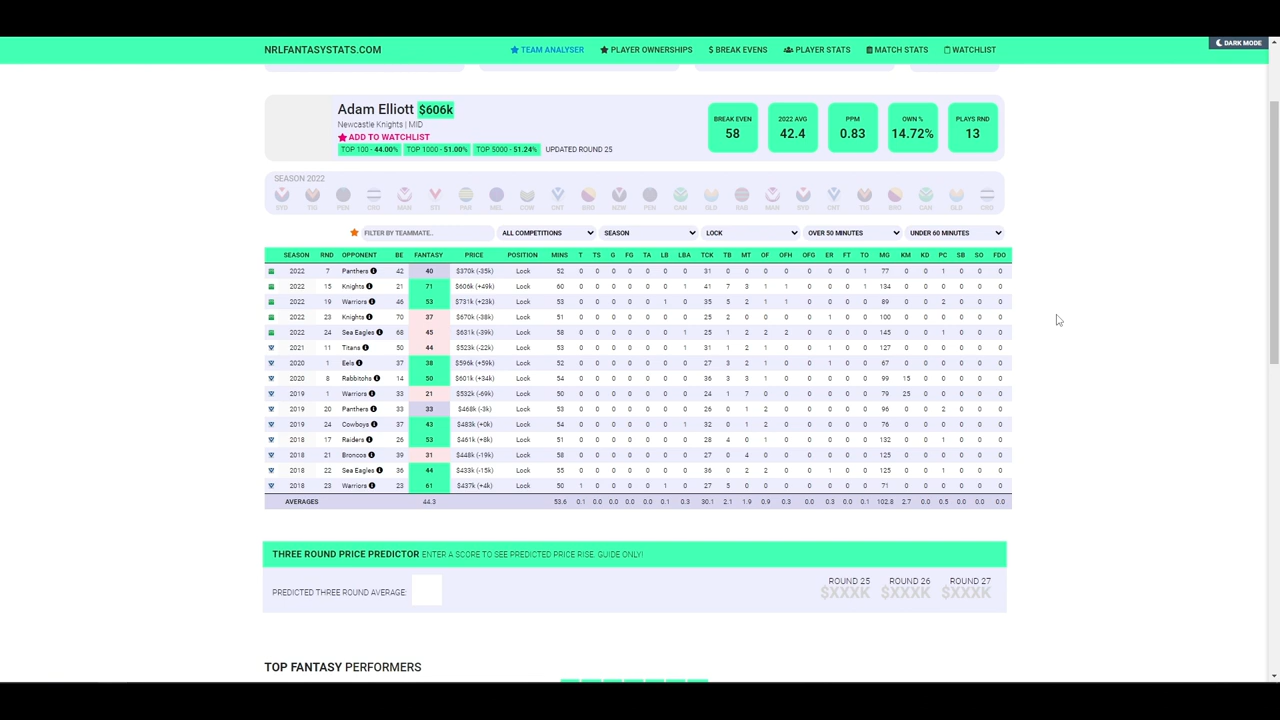 NRLFANTASYSTATS.COM TEAM ANALYSER PLAYER OWNERSHIPS $ BREAK EVENS PLAYER STATS MATCH STATS WATCHLIST DARK MODE
Adam Elliott $606k
Newcastle Knights | MID
ADD TO WATCHLIST
TOP 100 - 44.00% TOP 1000 - 51.00% TOP 5000 - 51.24% UPDATED ROUND 25
BREAK EVEN 2022 AVG PPM OWN % PLAYS RND
58 42.4 0.83 14.72% 13
SEASON 2022
FILTER BY TEAMMATE.. ALL COMPETITIONS SEASON LOCK OVER 50 MINUTES UNDER 60 MINUTES
SEASON RND OPPONENT BE FANTASY PRICE POSITION MINS T TS G FG TA LB LBA TCK TB MT OF OFH OFG ER FT TO MG KM KD PC SB SO FDO
2022 7 Panthers 42 40 $370k (-35k) Lock 52 0 0 0 0 0 0 0 31 0 0 0 0 0 0 0 1 77 0 0 1 0 0 0
2022 15 Knights 21 71 $606k (+49k) Lock 60 0 0 0 0 0 0 1 41 7 3 1 1 0 0 0 1 134 0 0 0 0 0 0
2022 19 Warriors 46 53 $731k (+23k) Lock 53 0 0 0 0 0 1 0 35 5 2 1 1 0 0 0 0 89 0 0 2 0 0 0
2022 23 Knights 70 37 $670k (-38k) Lock 51 0 0 0 0 0 0 0 25 2 0 0 0 0 1 0 0 100 0 0 0 0 0 0
2022 24 Sea Eagles 68 45 $631k (-39k) Lock 58 0 0 0 0 0 0 1 25 1 2 2 2 0 0 0 0 145 0 0 1 0 0 0
2021 11 Titans 50 44 $523k (-22k) Lock 53 0 0 0 0 0 0 1 31 1 2 1 0 0 1 0 0 127 0 0 0 0 0 0
2020 1 Eels 37 38 $596k (+59k) Lock 52 0 0 0 0 0 0 0 27 3 2 1 0 0 1 0 0 67 0 0 0 0 0 0
2020 8 Rabbitohs 14 50 $601k (+34k) Lock 54 0 0 0 0 0 0 0 36 3 3 1 0 0 0 0 0 99 15 0 0 0 0 0
2019 1 Warriors 33 21 $532k (-69k) Lock 50 0 0 0 0 0 0 0 24 1 7 0 0 0 0 0 0 79 25 0 0 0 0 0
2019 20 Panthers 33 33 $468k (-3k) Lock 53 0 0 0 0 0 0 0 26 0 1 2 0 0 0 0 0 96 0 0 2 0 0 0
2019 24 Cowboys 37 43 $483k (+0k) Lock 54 0 0 0 0 0 0 1 32 0 1 2 0 0 0 0 0 76 0 0 0 0 0 0
2018 17 Raiders 26 53 $461k (+8k) Lock 51 0 0 0 0 0 0 0 28 4 0 1 0 0 0 0 0 132 0 0 1 0 0 0
2018 21 Broncos 39 31 $448k (-19k) Lock 58 0 0 0 0 0 0 0 27 0 4 0 0 0 0 0 0 125 0 0 0 0 0 0
2018 22 Sea Eagles 36 44 $433k (-15k) Lock 55 0 0 0 0 0 0 0 36 0 2 2 0 0 1 0 0 125 0 0 1 0 0 0
2018 23 Warriors 23 61 $437k (+4k) Lock 50 1 0 0 0 0 1 0 27 5 0 0 0 0 0 0 0 71 0 0 0 0 0 0
AVERAGES 44.3 53.6 0.1 0.0 0.0 0.0 0.0 0.1 0.3 30.1 2.1 1.9 0.9 0.3 0.0 0.3 0.0 0.1 102.8 2.7 0.0 0.5 0.0 0.0 0.0
THREE ROUND PRICE PREDICTOR ENTER A SCORE TO SEE PREDICTED PRICE RISE. GUIDE ONLY!
PREDICTED THREE ROUND AVERAGE: ROUND 25 ROUND 26 ROUND 27
$XXXK $XXXK $XXXK
TOP FANTASY PERFORMERS